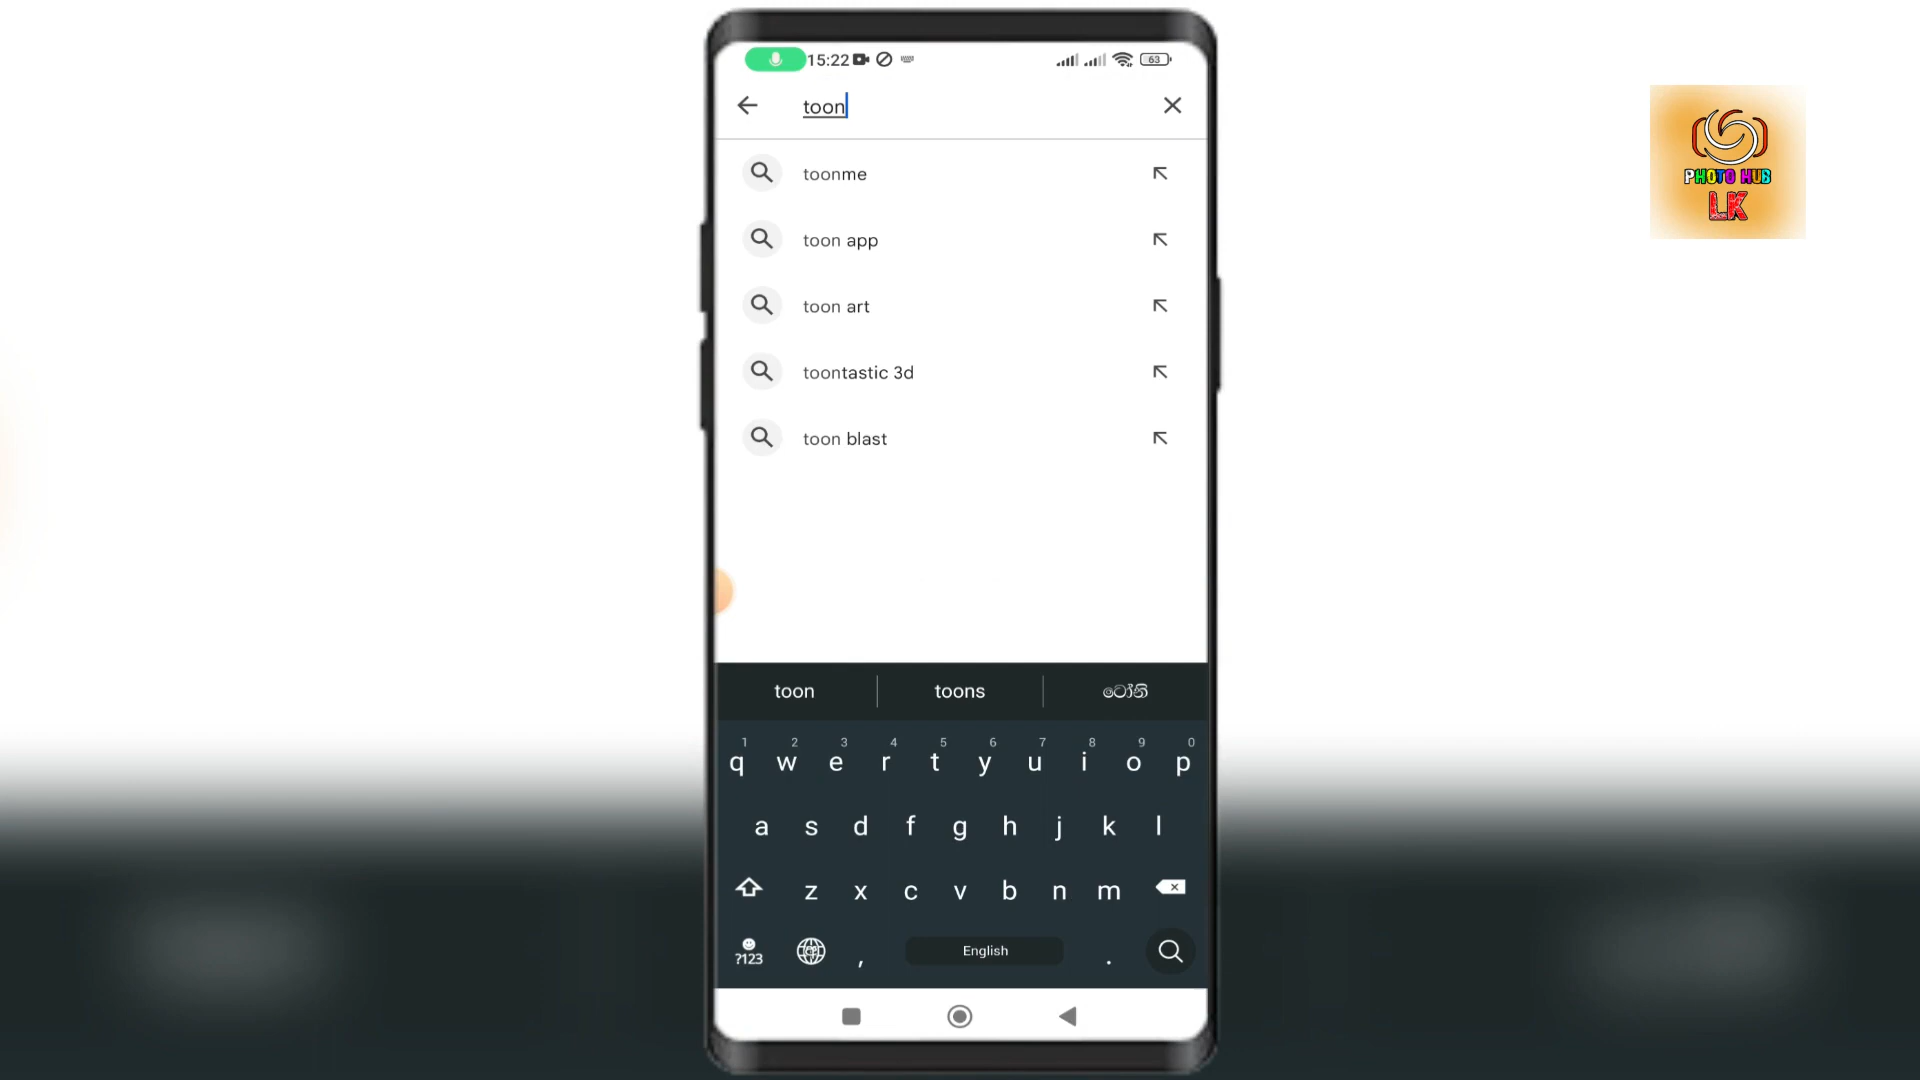 15:22
63
toon
toonme
toon app
toon art
toontastic 3d
toon blast
toon toons ටෝනි
1 2 3 4 5 6 7 8 9 0
q w e r t y u i o p
a s d f g h j k l
z x c v b n m
?123 , English .
PHOTO HUB
LK